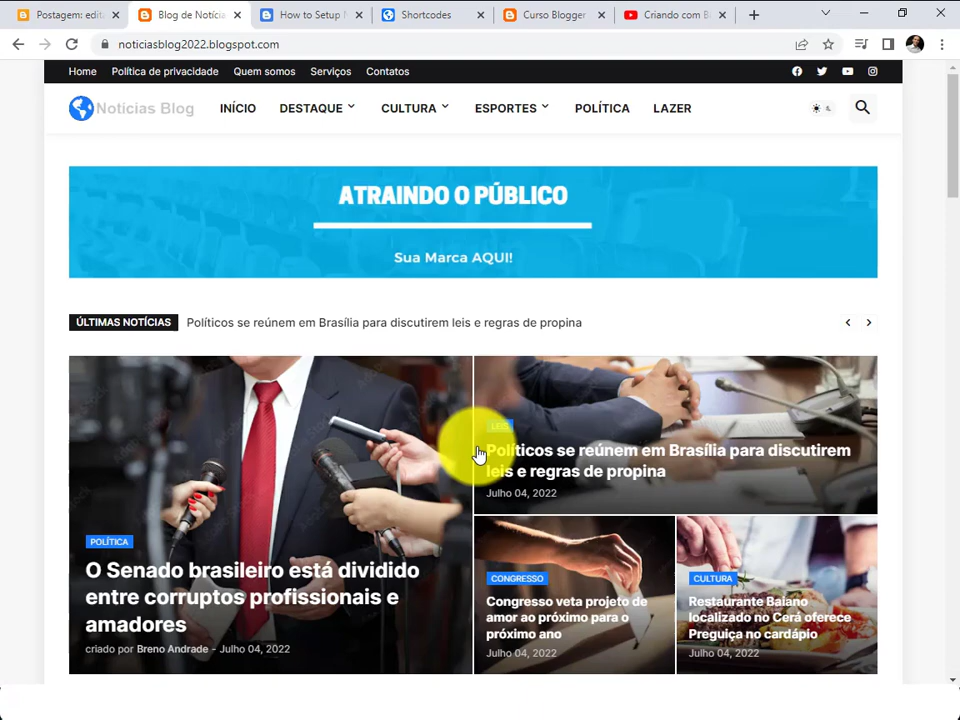 Postagem: edit
Blog de Notícia
How to Setup
Shortcodes
Curso Blogger
Criando com B
noticiasblog2022.blogspot.com
Home Política de privacidade Quem somos Serviços Contatos
Noticias Blog INÍCIO DESTAQUE CULTURA ESPORTES POLÍTICA LAZER
ATRAINDO O PÚBLICO
Sua Marca AQUI!
ÚLTIMAS NOTÍCIAS Políticos se reúnem em Brasília para discutirem leis e regras de propina
POLÍTICA
O Senado brasileiro está dividido
entre corruptos profissionais e
amadores
criado por Breno Andrade - Julho 04, 2022
LEIS
Políticos se reúnem em Brasília para discutirem
leis e regras de propina
Julho 04, 2022
CONGRESSO
Congresso veta projeto de
amor ao próximo para o
próximo ano
Julho 04, 2022
CULTURA
Restaurante Baiano
localizado no Cerá oferece
Preguiça no cardápio
Julho 04, 2022